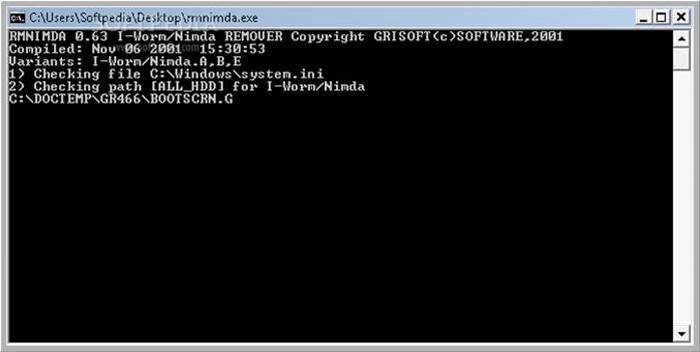 C:\Users\Softpedia\Desktop\rmnimda.exe
RMNIMDA 0.63 I-Worm/Nimda REMOVER Copyright GRISOFT(c)SOFTWARE,2001
Compiled: Nov 06 2001 15:30:53
Variants: I-Worm/Nimda.A,B,E
1) Checking file C:\Windows\system.ini
2) Checking path [ALL_HDD] for I-Worm/Nimda
C:\DOCTEMP\GR466\BOOTSCRN.G